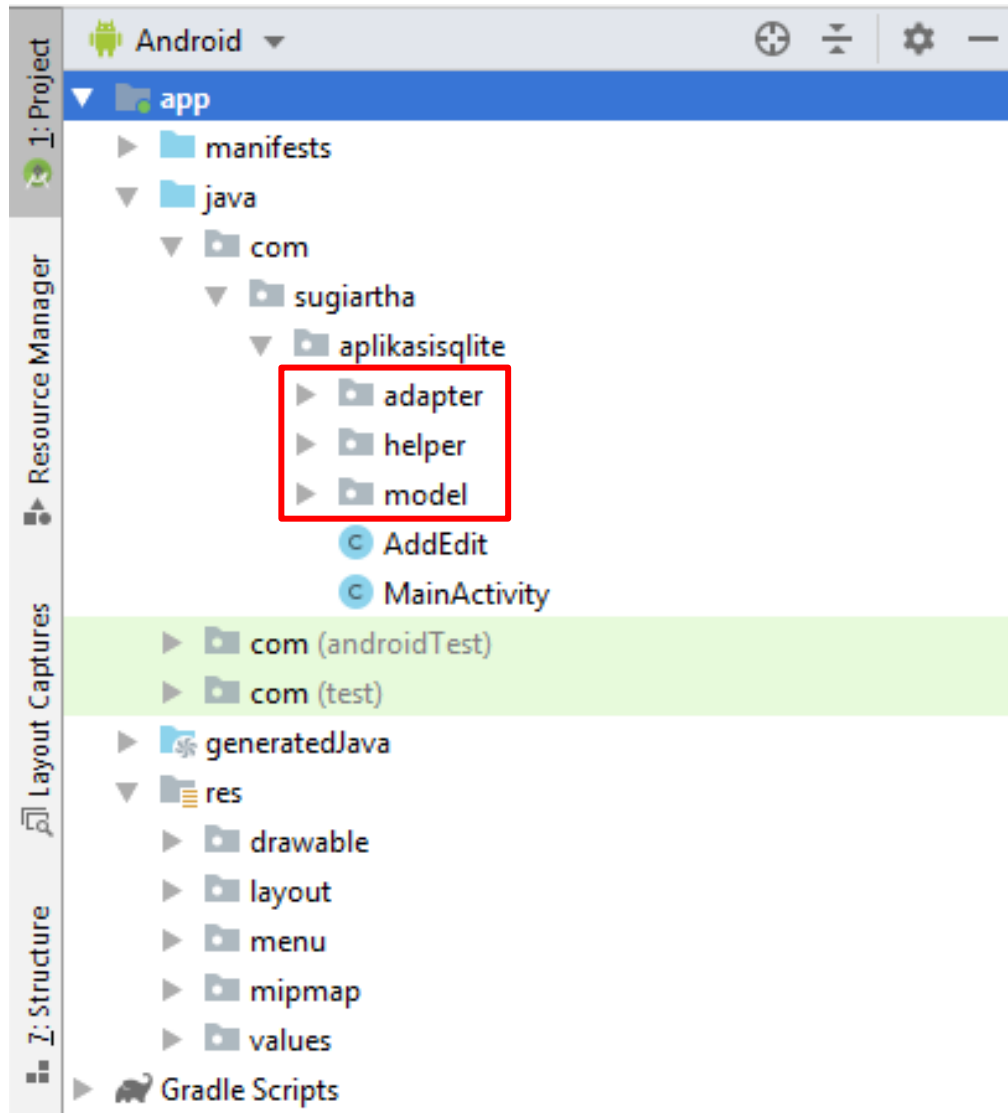 Android
app
manifests
java
com
sugiartha
aplikasisqlite
adapter
helper
model
C AddEdit
C MainActivity
com (androidTest)
com (test)
generatedJava
res
drawable
layout
menu
mipmap
values
Gradle Scripts
1: Project
Resource Manager
Layout Captures
7: Structure